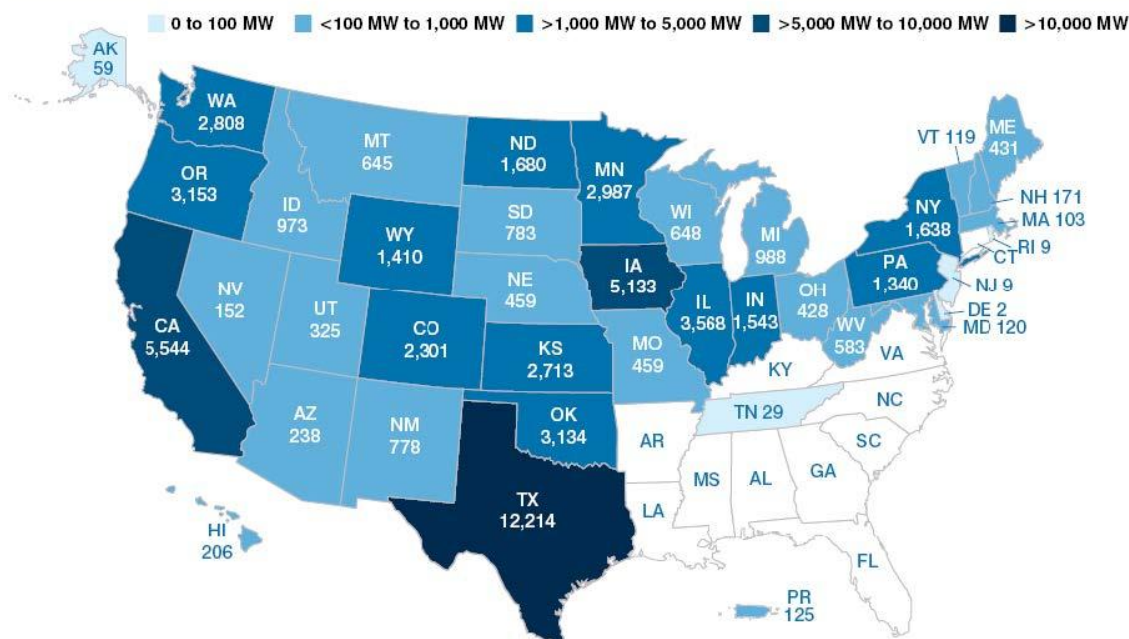 0 to 100 MW <100 MW to 1,000 MW >1,000 MW to 5,000 MW >5,000 MW to 10,000 MW >10,000 MW
AK
59
WA
2,808
OR
3,153
CA
5,544
NV
152
ID
973
MT
645
WY
1,410
UT
325
CO
2,301
AZ
238
NM
778
ND
1,680
SD
783
NE
459
KS
2,713
OK
3,134
TX
12,214
MN
2,987
IA
5,133
MO
459
AR
LA
WI
648
IL
3,568
IN
1,543
MI
988
OH
428
KY
TN 29
MS
AL
GA
FL
SC
NC
VA
WV
583
PA
1,340
NY
1,638
VT 119
ME
431
NH 171
MA 103
RI 9
CT
NJ 9
DE 2
MD 120
HI
206
PR
125